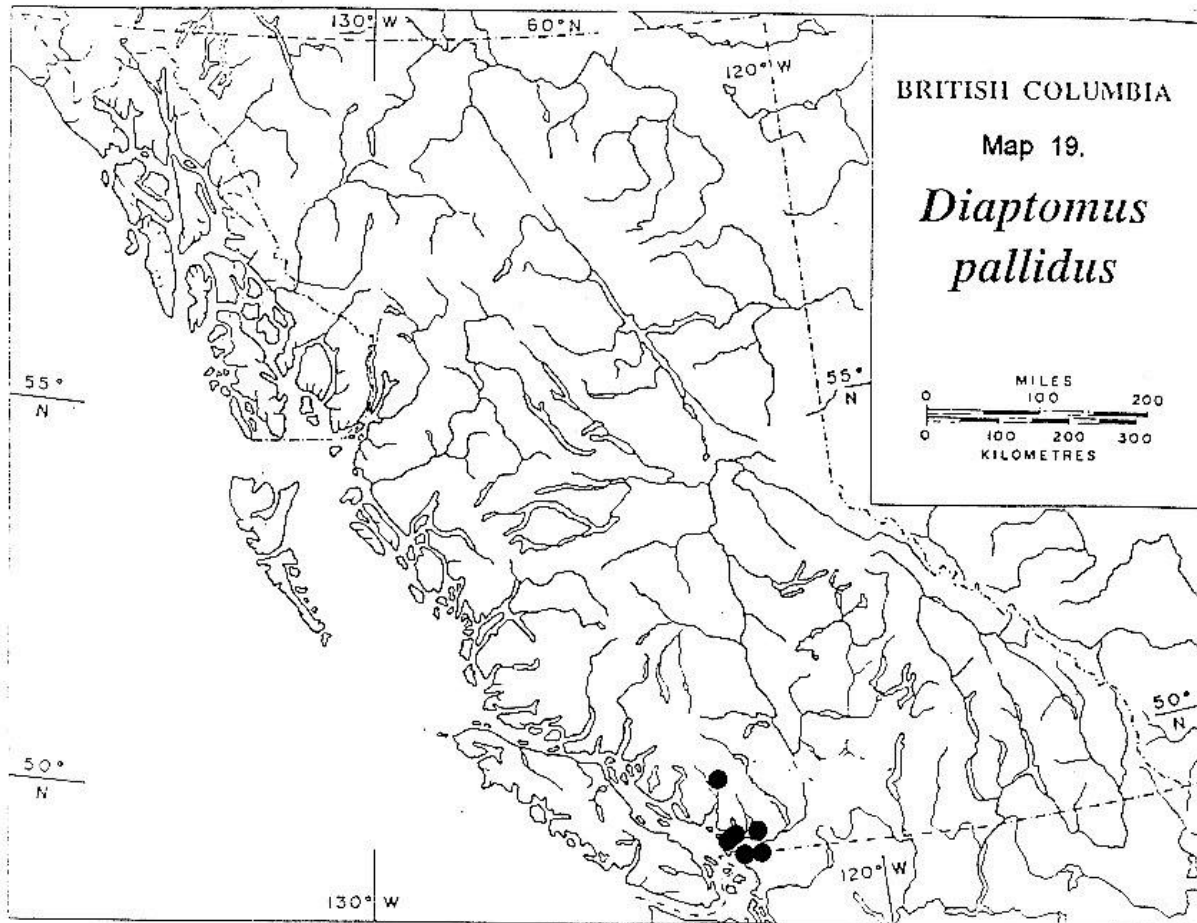 130° W
60° N
120° W
BRITISH COLUMBIA
Map 19.
Diaptomus
pallidus
MILES
0 100 200
0 100 200 300
KILOMETRES
55°
N
55°
N
50°
N
50°
N
120° W
130° W